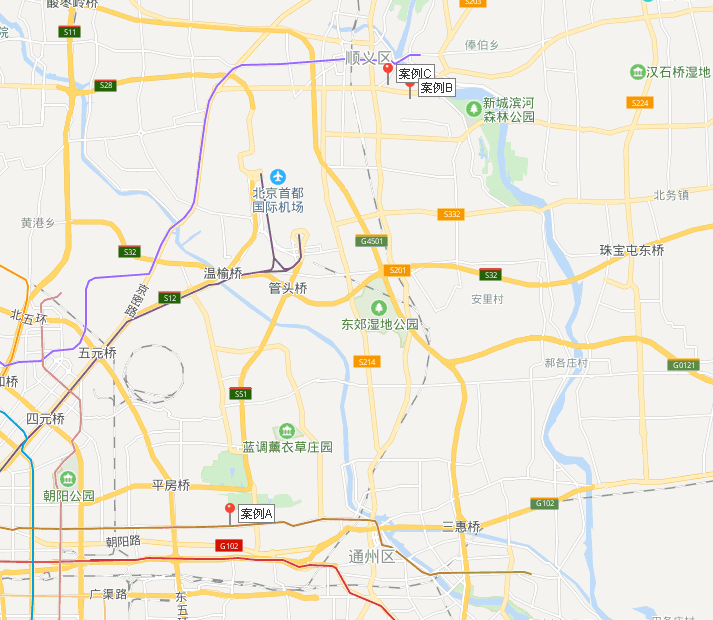 酸枣岭桥
S203
S11
俸伯乡
顺义区
案例C
汉石桥湿地
S28
案例B
新城滨河
森林公园
S224
北京首都
国际机场
北务镇
黄港乡
S332
G4501
S32
珠宝屯东桥
温榆桥
S201
S32
管头桥
京密路
S12
安里村
北五环
东郊湿地公园
五元桥
S214
郝各庄村
G0121
和桥
S51
四元桥
蓝调薰衣草庄园
平房桥
朝阳公园
案例A
G102
三惠桥
朝阳路
G102
通州区
广渠路
东五环